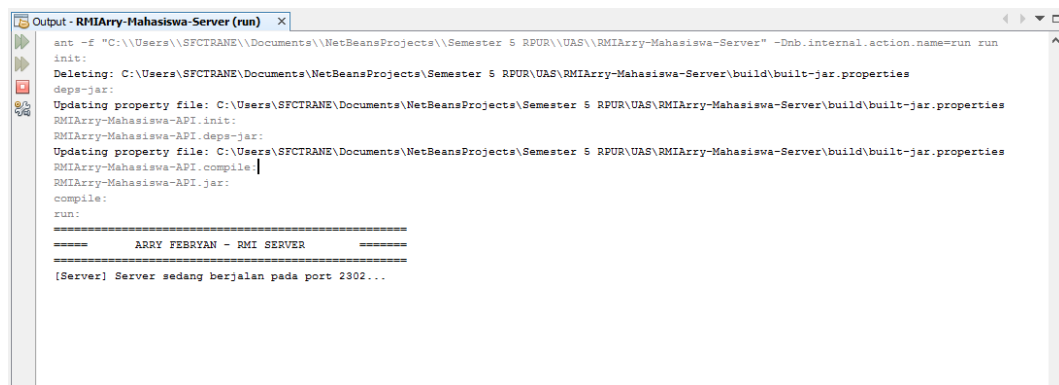 Output - RMIArry-Mahasiswa-Server (run) ×
ant -f "C:\\Users\\SFCTRANE\\Documents\\NetBeansProjects\\Semester 5 RPUR\\UAS\\RMIArry-Mahasiswa-Server" -Dnb.internal.action.name=run run
init:
Deleting: C:\Users\SFCTRANE\Documents\NetBeansProjects\Semester 5 RPUR\UAS\RMIArry-Mahasiswa-Server\build\built-jar.properties
deps-jar:
Updating property file: C:\Users\SFCTRANE\Documents\NetBeansProjects\Semester 5 RPUR\UAS\RMIArry-Mahasiswa-Server\build\built-jar.properties
RMIArry-Mahasiswa-API.init:
RMIArry-Mahasiswa-API.deps-jar:
Updating property file: C:\Users\SFCTRANE\Documents\NetBeansProjects\Semester 5 RPUR\UAS\RMIArry-Mahasiswa-Server\build\built-jar.properties
RMIArry-Mahasiswa-API.compile:
RMIArry-Mahasiswa-API.jar:
compile:
run:
====================================================
===== ARRY FEBRYAN - RMI SERVER =======
====================================================
[Server] Server sedang berjalan pada port 2302...